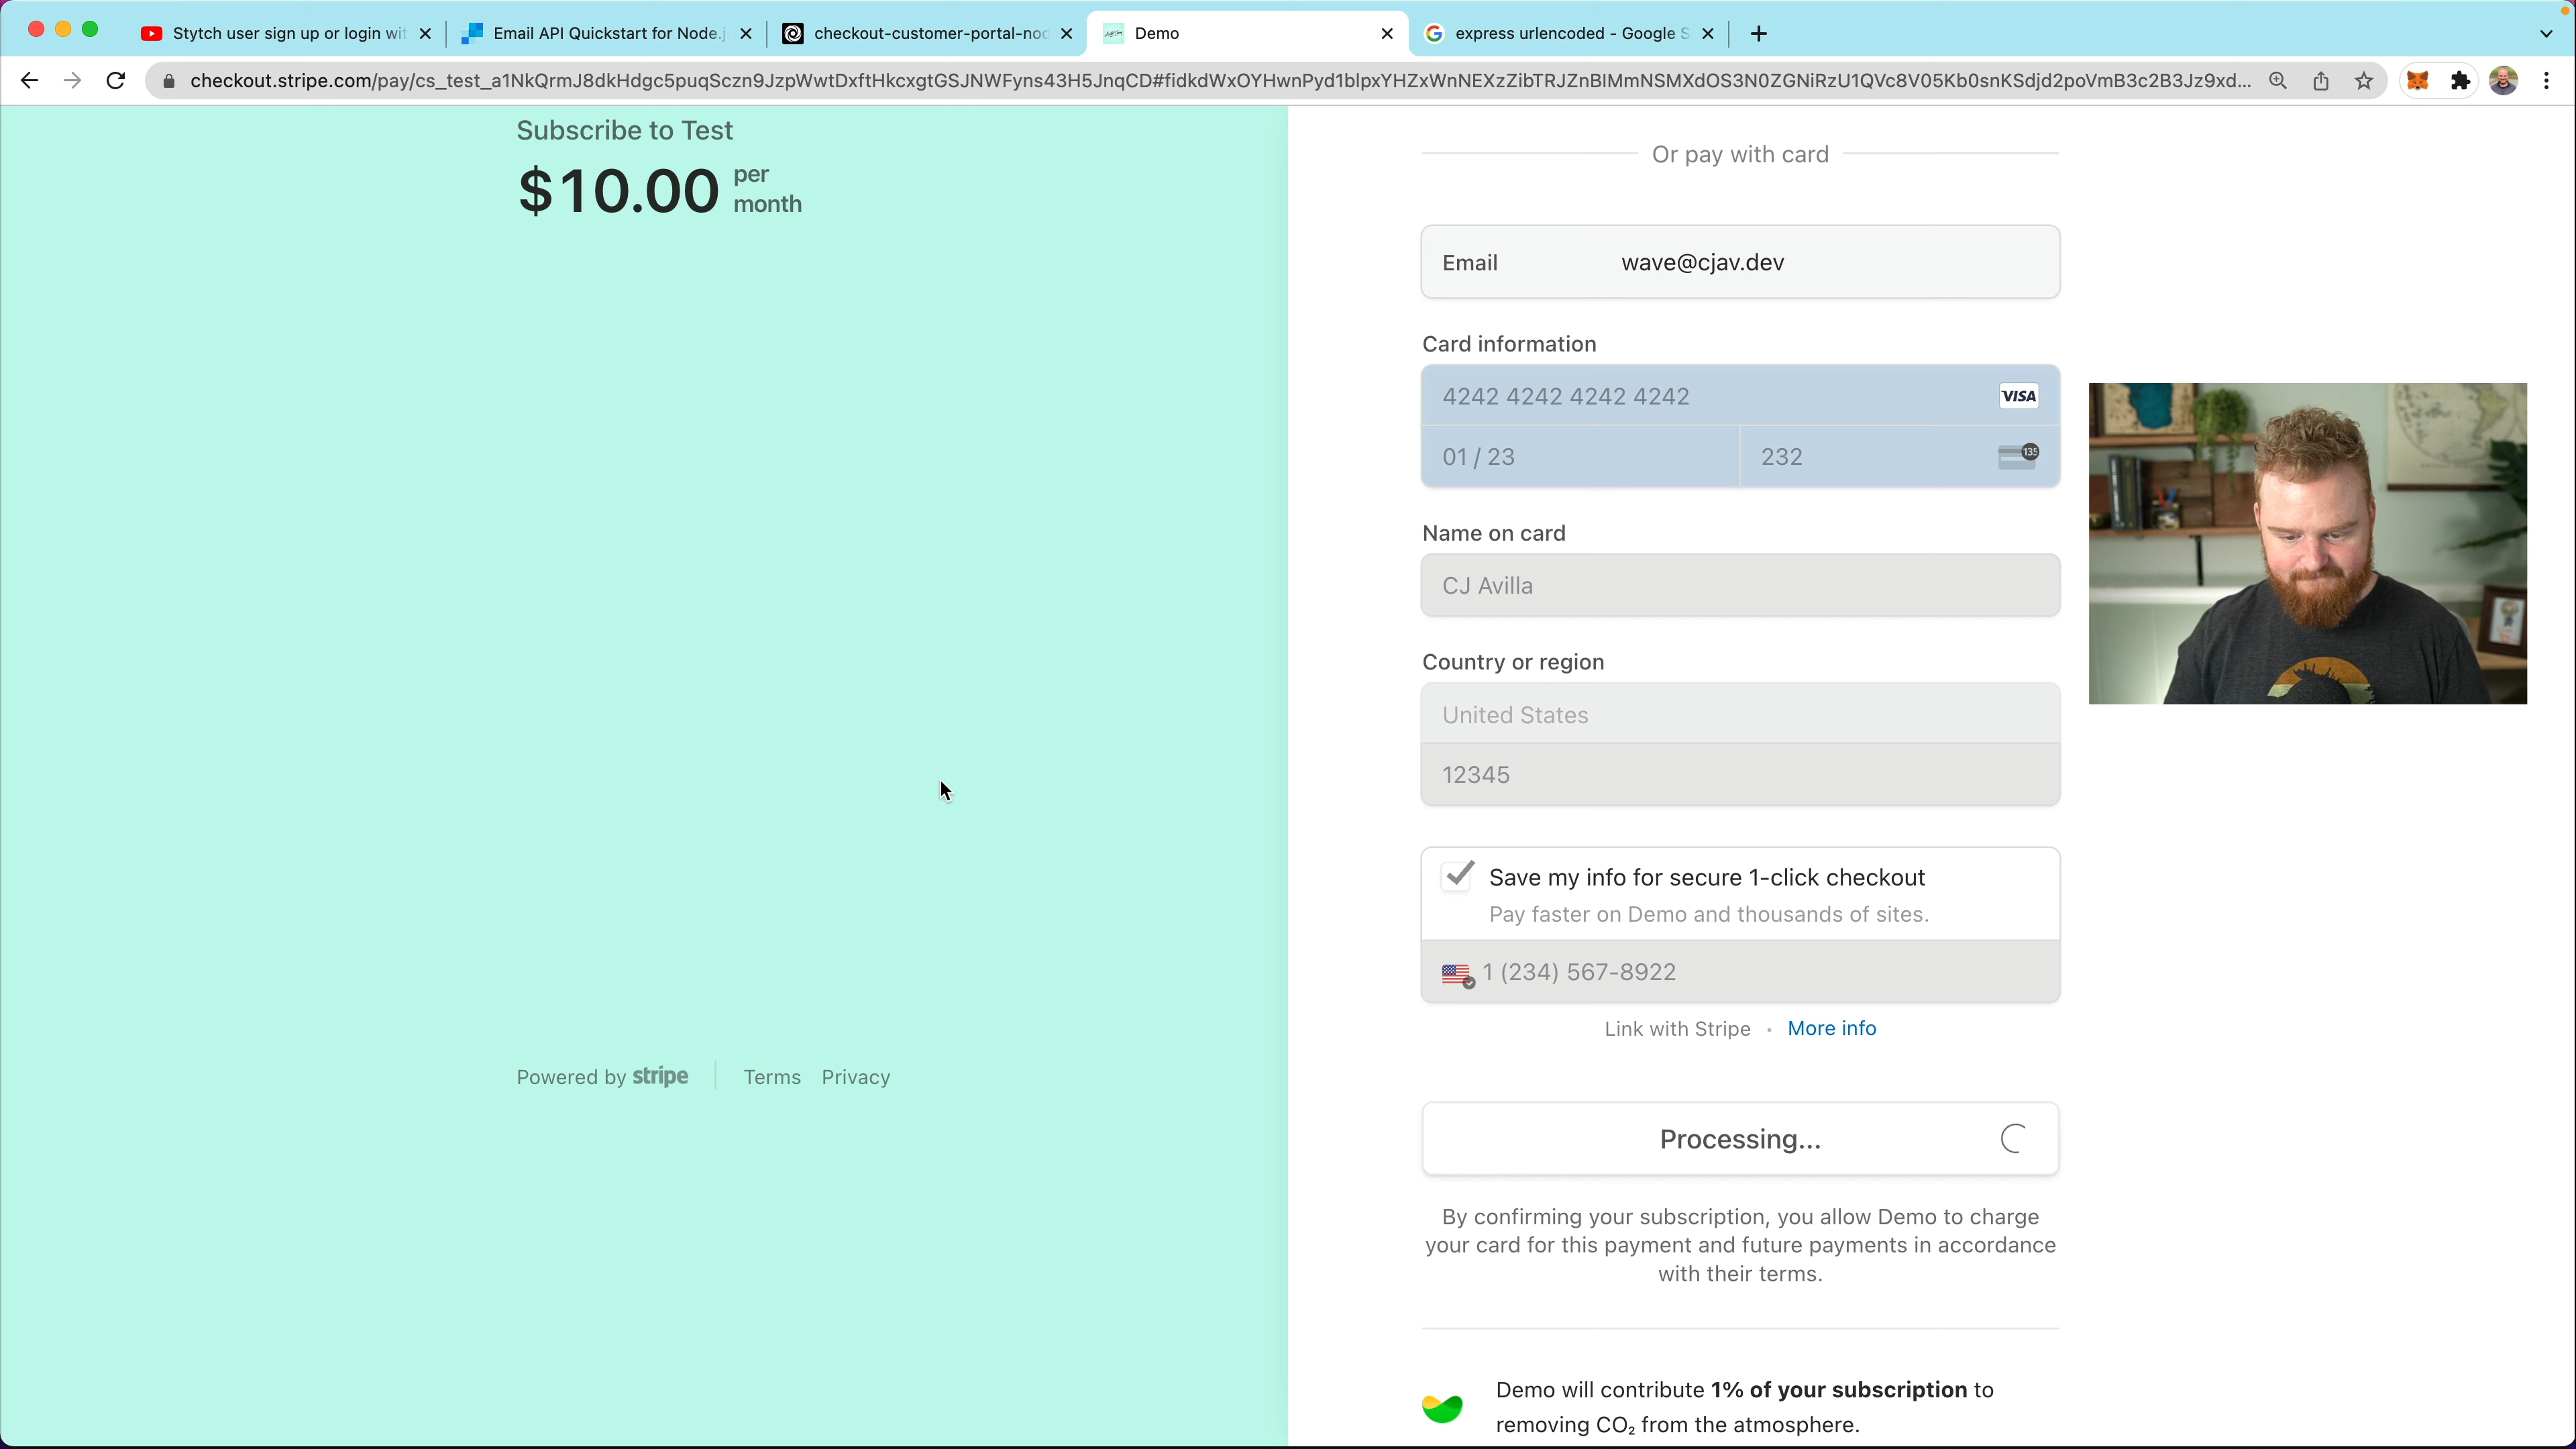 Stytch user sign up or login wit
Email API Quickstart for Node.j
checkout-customer-portal-noc
Demo
express urlencoded - Google S
checkout.stripe.com/pay/cs_test_a1NkQrmJ8dkHdgc5puqSczn9JzpWwtDxftHkcxgtGSJNWFyns43H5JnqCD#fidkdWxOYHwnPyd1blpxYHZxWnNEXzZibTRJZnBIMmNSMXdOS3N0ZGNiRzU1QVc8V05Kb0snKSdjd2poVmB3c2B3Jz9xd...
Subscribe to Test
$10.00 per month
Powered by stripe
Terms Privacy
Or pay with card
Email wave@cjav.dev
Card information
4242 4242 4242 4242 VISA
01 / 23 232 135
Name on card
CJ Avilla
Country or region
United States
12345
Save my info for secure 1-click checkout
Pay faster on Demo and thousands of sites.
1 (234) 567-8922
Link with Stripe • More info
Processing...
By confirming your subscription, you allow Demo to charge
your card for this payment and future payments in accordance
with their terms.
Demo will contribute 1% of your subscription to
removing CO₂ from the atmosphere.